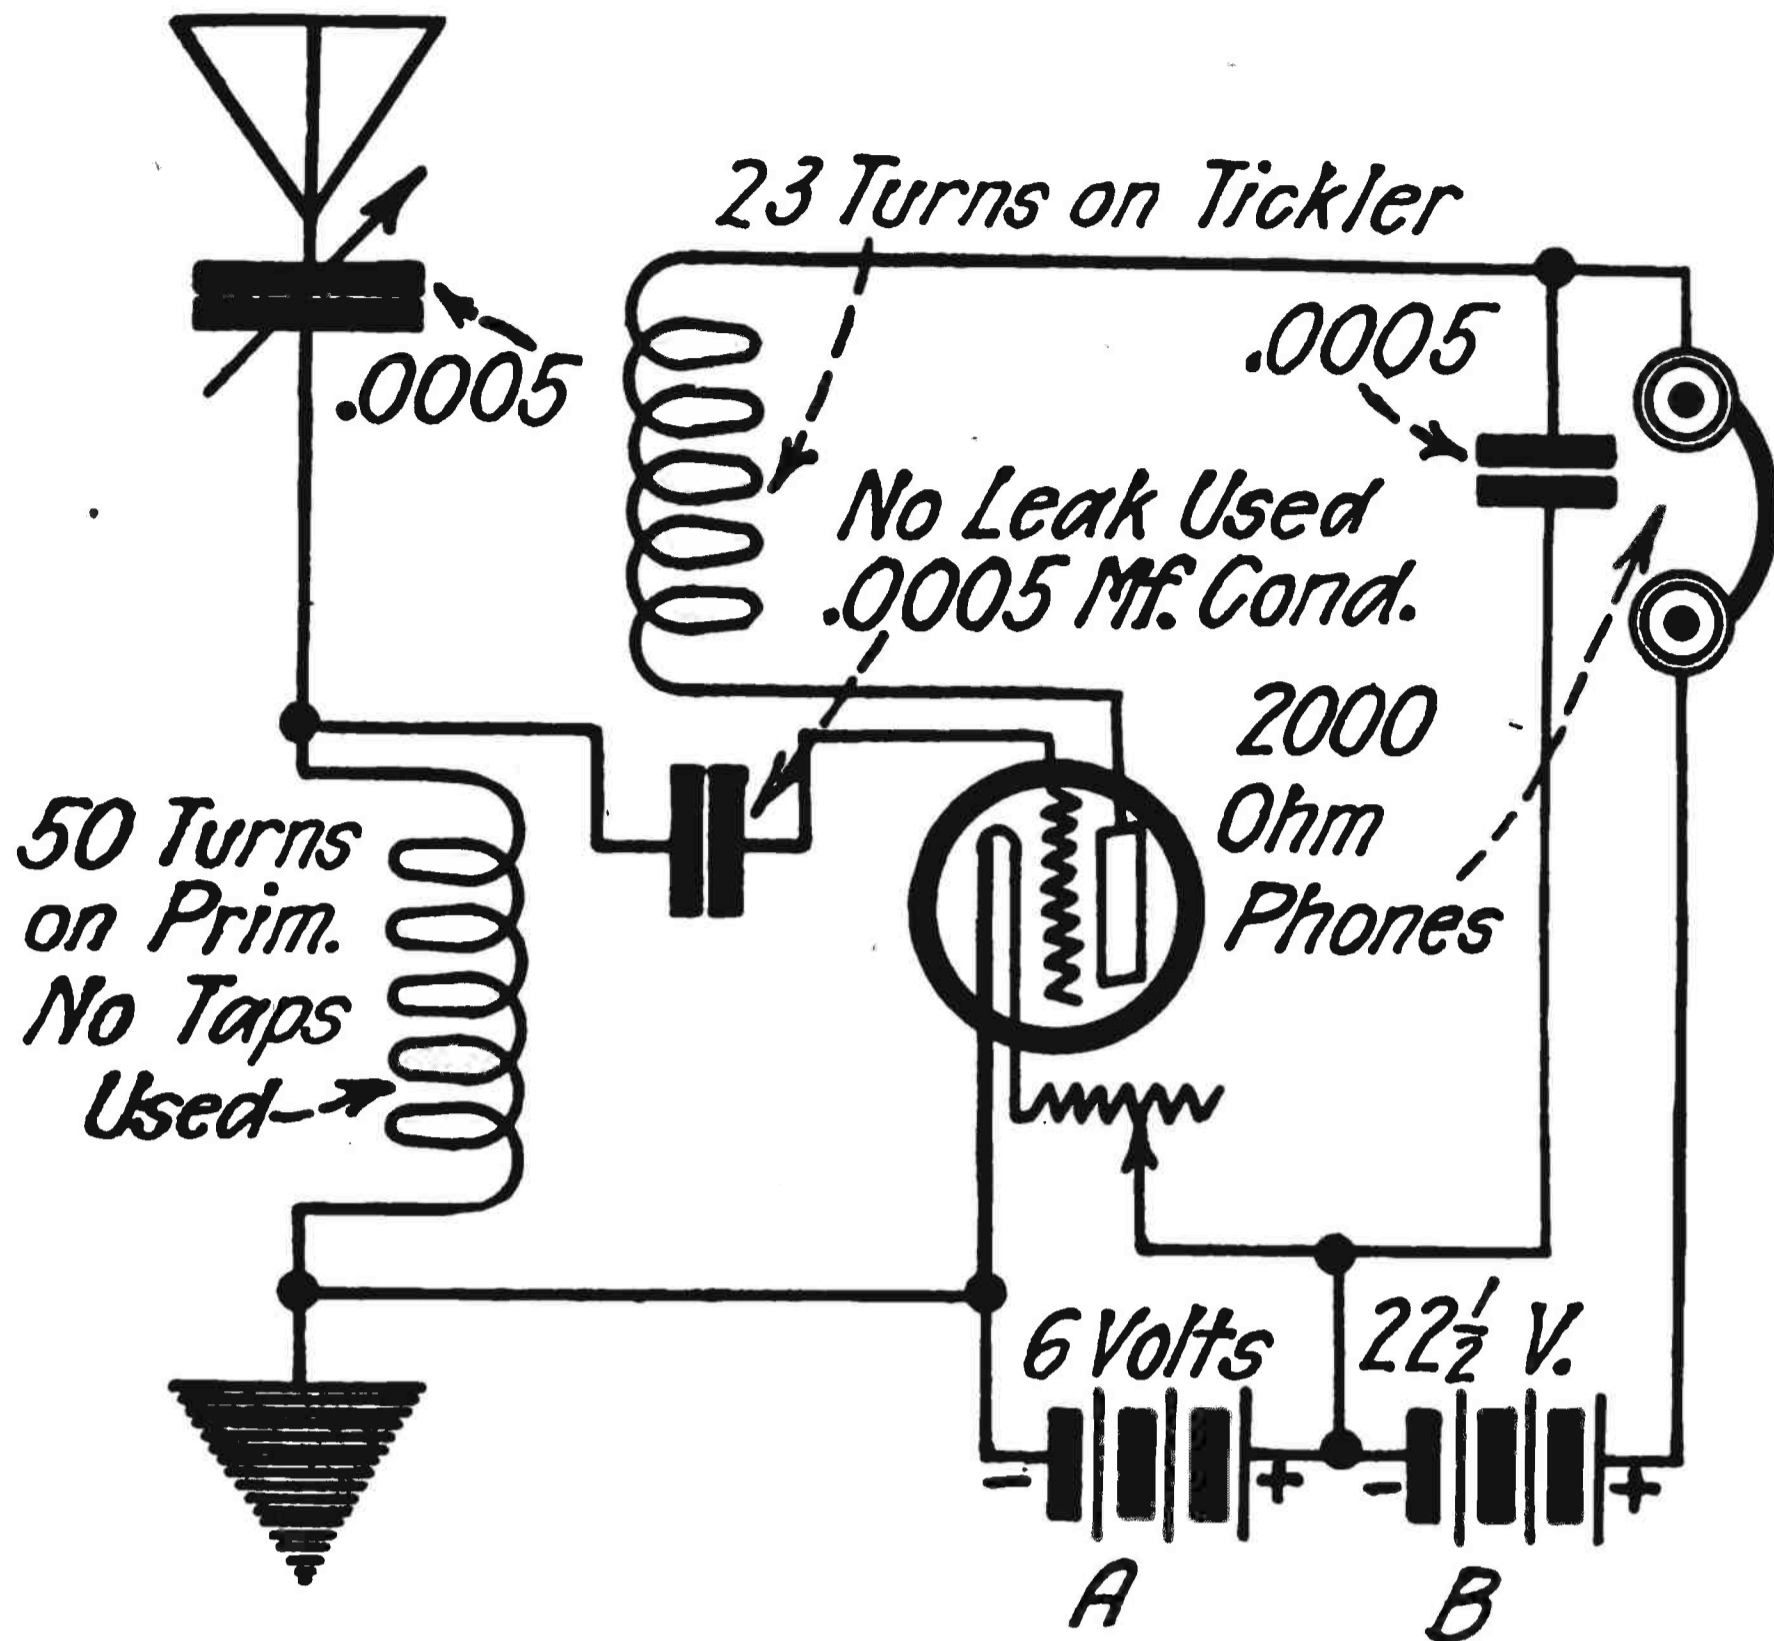 23 Turns on Tickler
.0005
.0005
No Leak Used
.0005 Mf. Cond.
2000
Ohm
Phones
50 Turns
on Prim.
No Taps
Used
6 Volts
22½ V.
- + - +
A
B